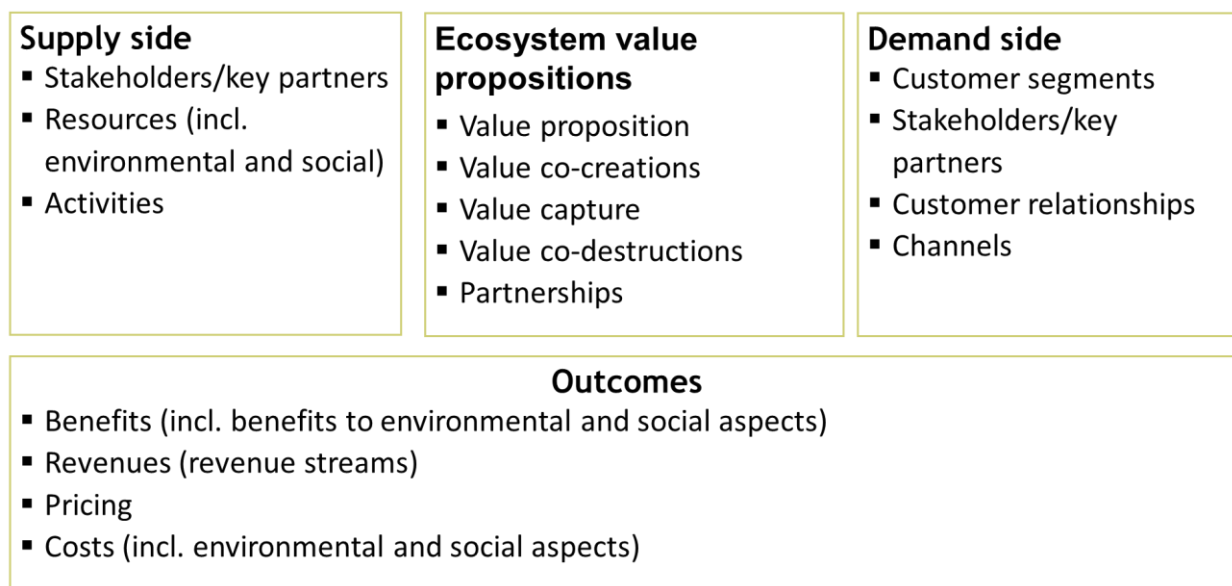 Supply side
▪ Stakeholders/key partners
▪ Resources (incl.
environmental and social)
▪ Activities
Ecosystem value
propositions
▪ Value proposition
▪ Value co-creations
▪ Value capture
▪ Value co-destructions
▪ Partnerships
Demand side
▪ Customer segments
▪ Stakeholders/key
partners
▪ Customer relationships
▪ Channels
Outcomes
▪ Benefits (incl. benefits to environmental and social aspects)
▪ Revenues (revenue streams)
▪ Pricing
▪ Costs (incl. environmental and social aspects)